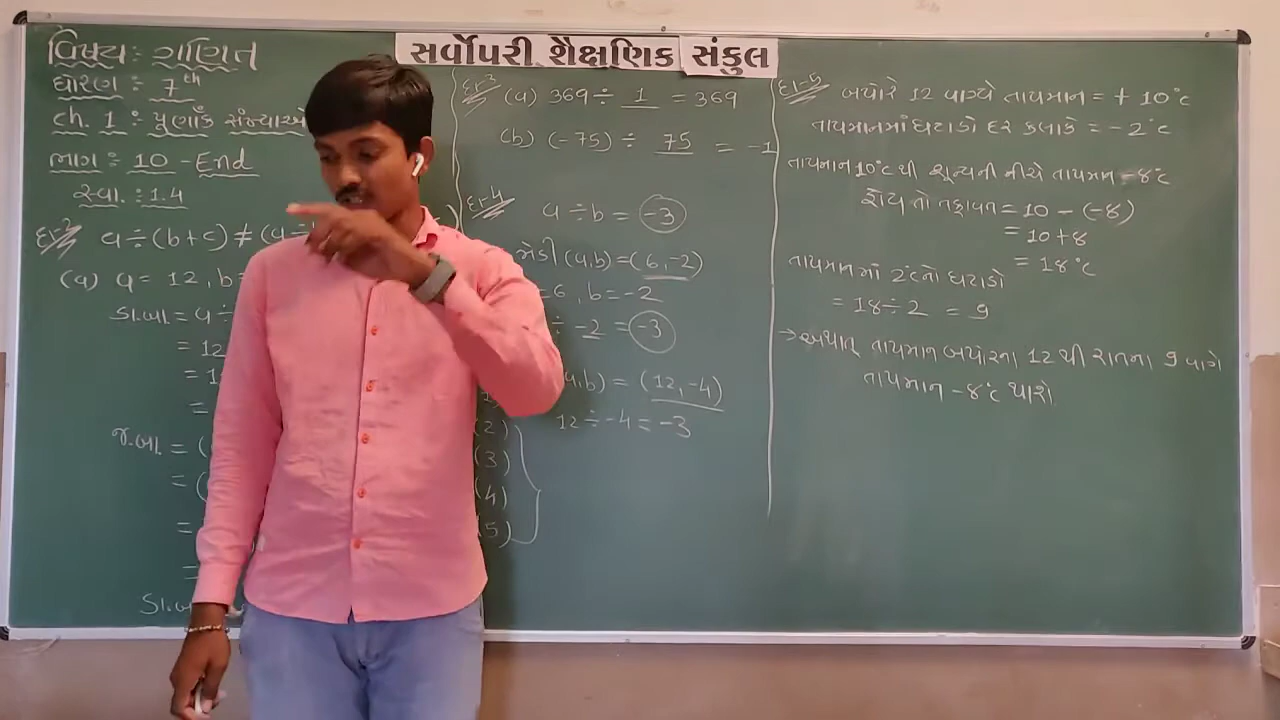 સર્વોપરી શૈક્ષણિક સંકુલ
વિષય : ગણિત
ધોરણ : 7th
ch. 1 : પૂર્ણાંક સંખ્યાઓ
ભાગ : 10 - End
સ્વા. : 1.4
દા-2 a ÷ (b + c) ≠ (a ÷ b
(a) a = 12, b =
ડા.બા = a ÷
= 12
= 1
=
જ.બા. = (
= (
=
=
ડા.બ
2)
(3)
(4)
(5)
દા-3 (a) 369 ÷ 1 = 369
(b) (-75) ÷ 75 = -1
દા-4 a ÷ b = -3
જોડી (a,b) = (6,-2)
=6, b=-2
÷ -2 = -3
a,b) = (12,-4)
12 ÷ -4 = -3
દા-5 બપોરે 12 વાગ્યે તાપમાન = + 10°c
તાપમાનમાં ઘટાડો દર કલાકે = -2°c
તાપમાન 10°c થી શૂન્યની નીચે તાપમાન -8°c
હોય તો તફાવત = 10 - (-8)
= 10+8
= 18°c
તાપમાન માં 2°cનો ઘટાડો
= 18 ÷ 2 = 9
→ અર્થાત્ તાપમાન બપોરના 12 થી રાતના 9 વાગે
તાપમાન -8°c થાશે